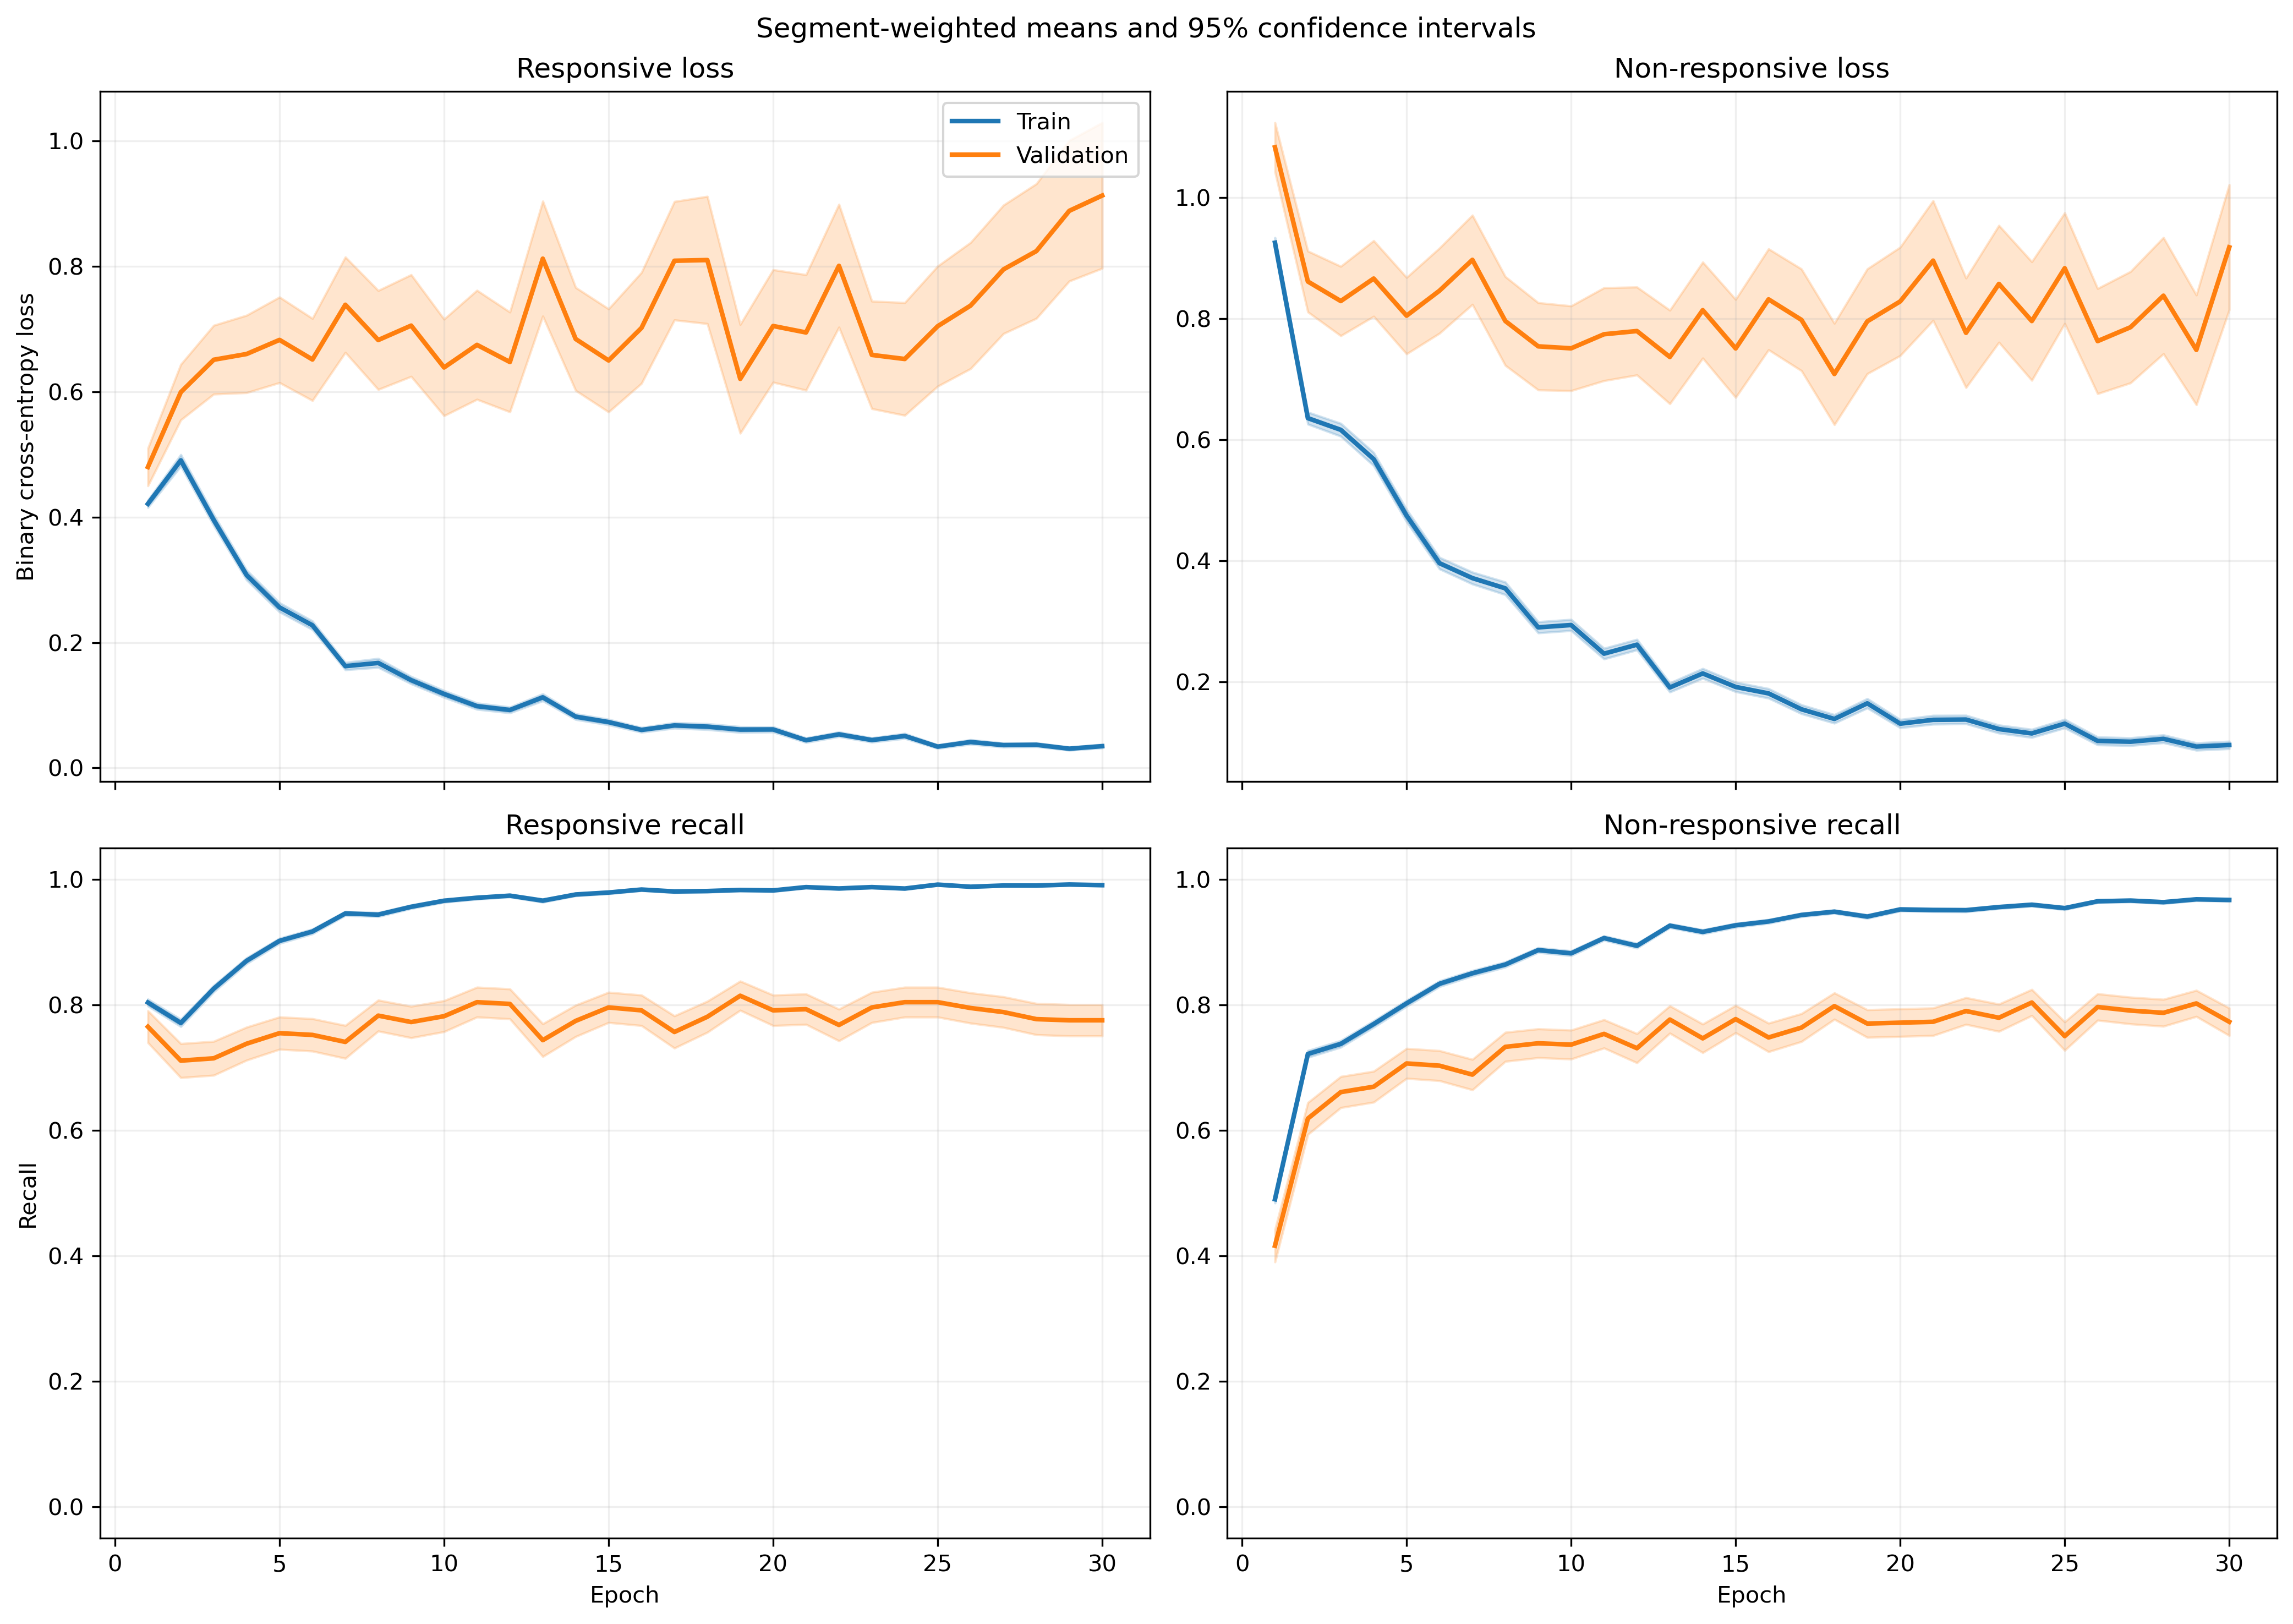 Segment-weighted means and 95% confidence intervals
Responsive loss
Binary cross-entropy loss
1.0
0.8
0.6
0.4
0.2
0.0
Train
Validation
Non-responsive loss
1.0
0.8
0.6
0.4
0.2
Responsive recall
Recall
1.0
0.8
0.6
0.4
0.2
0.0
0 5 10 15 20 25 30
Epoch
Non-responsive recall
1.0
0.8
0.6
0.4
0.2
0.0
0 5 10 15 20 25 30
Epoch